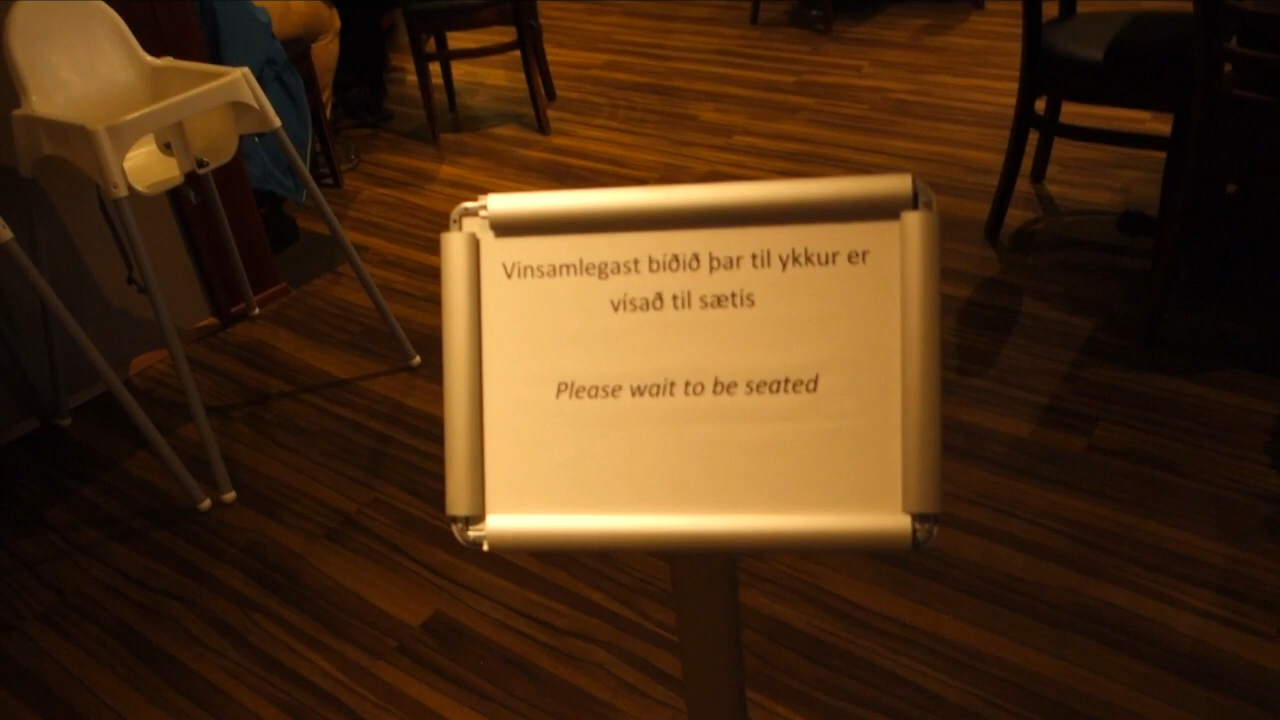 Vinsamlegast bíðið þar til ykkur er
vísað til sætis
Please wait to be seated